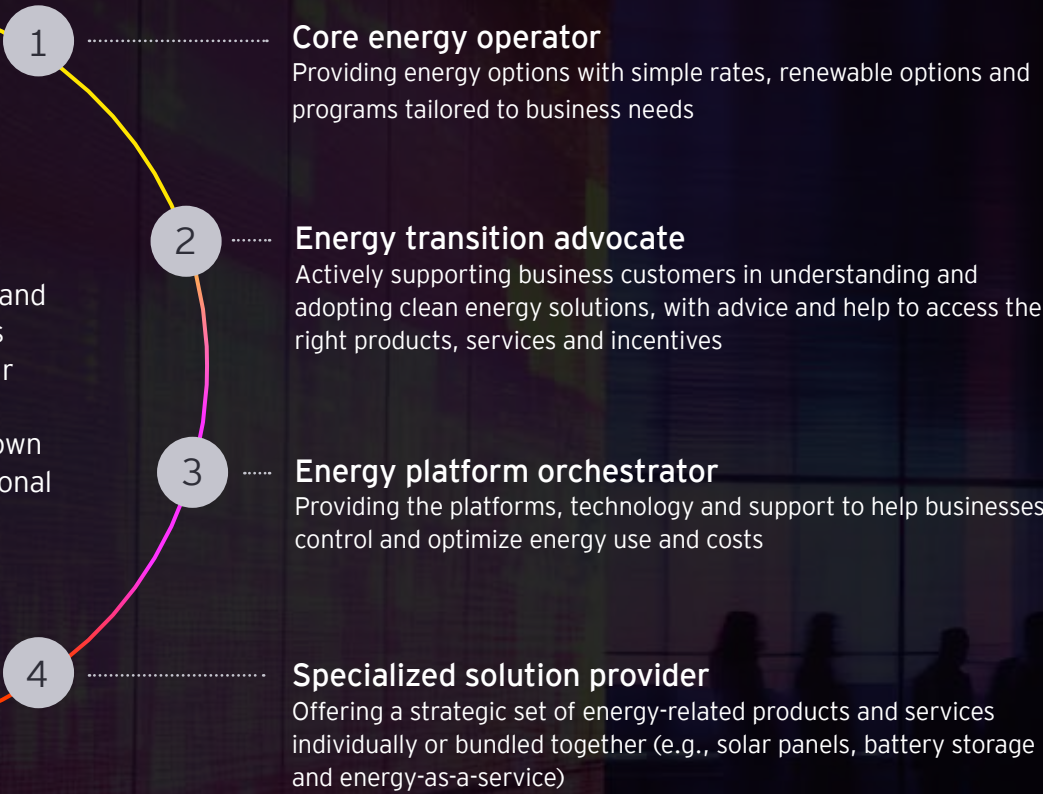 1
Core energy operator
Providing energy options with simple rates, renewable options and
programs tailored to business needs
2
Energy transition advocate
Actively supporting business customers in understanding and
adopting clean energy solutions, with advice and help to access the
right products, services and incentives
and
r
own
onal
3
Energy platform orchestrator
Providing the platforms, technology and support to help businesses
control and optimize energy use and costs
4
Specialized solution provider
Offering a strategic set of energy-related products and services
individually or bundled together (e.g., solar panels, battery storage
and energy-as-a-service)